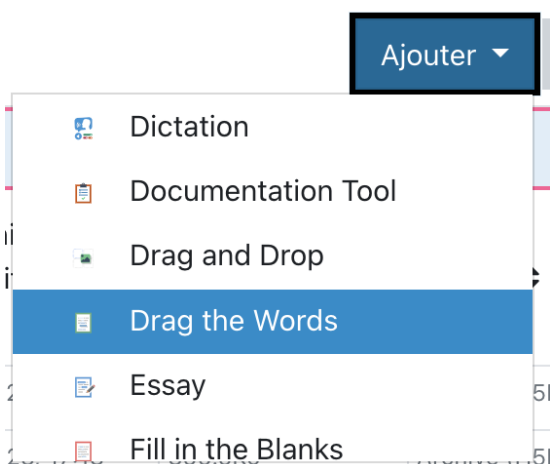 Ajouter
Dictation
Documentation Tool
Drag and Drop
Drag the Words
Essay
Fill in the Blanks